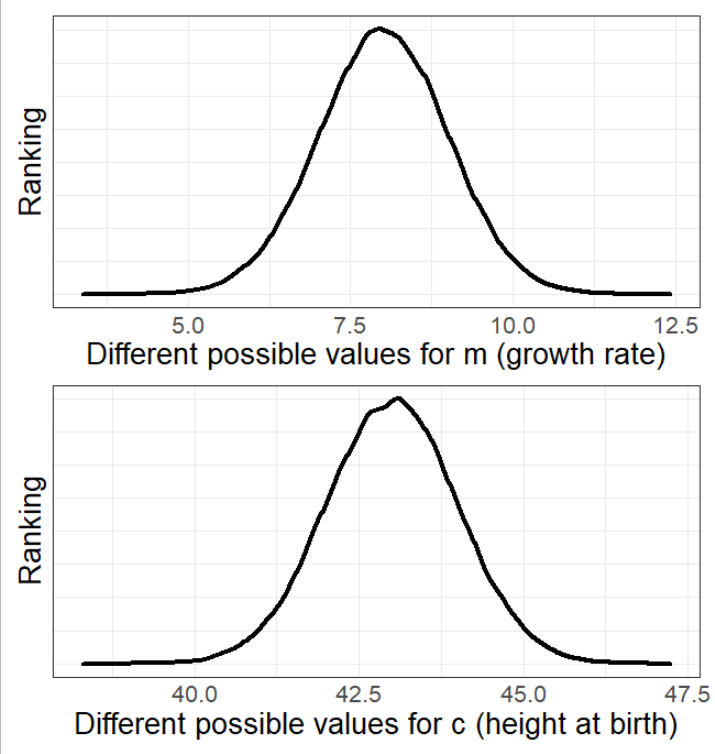 Ranking
5.0 7.5 10.0 12.5
Different possible values for m (growth rate)
Ranking
40.0 42.5 45.0 47.5
Different possible values for c (height at birth)